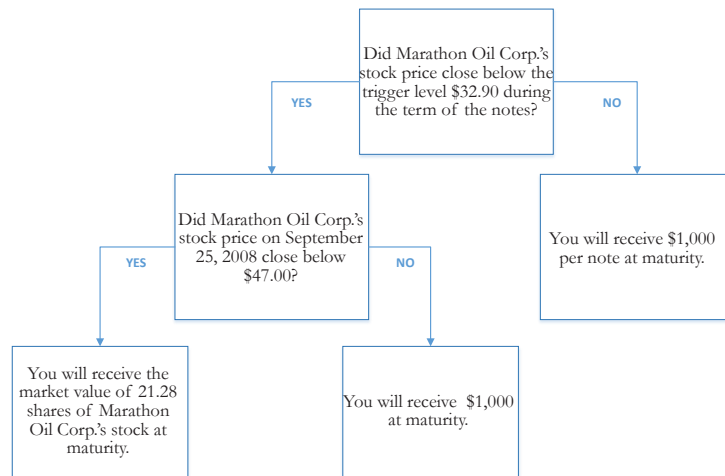 Did Marathon Oil Corp.'s
stock price close below the
trigger level $32.90 during
the term of the notes?
YES
NO
Did Marathon Oil Corp.'s
stock price on September
25, 2008 close below
$47.00?
You will receive $1,000
per note at maturity.
YES
NO
You will receive the
market value of 21.28
shares of Marathon
Oil Corp.'s stock at
maturity.
You will receive $1,000
at maturity.